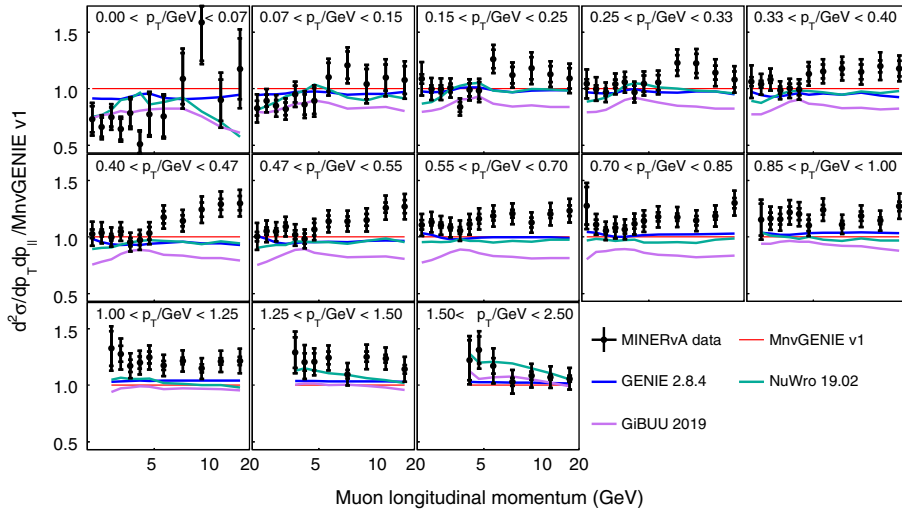 0.00 < p_T/GeV < 0.07
0.07 < p_T/GeV < 0.15
0.15 < p_T/GeV < 0.25
0.25 < p_T/GeV < 0.33
0.33 < p_T/GeV < 0.40
1.5
1.0
0.5
0.40 < p_T/GeV < 0.47
0.47 < p_T/GeV < 0.55
0.55 < p_T/GeV < 0.70
0.70 < p_T/GeV < 0.85
0.85 < p_T/GeV < 1.00
1.5
1.0
0.5
1.00 < p_T/GeV < 1.25
1.25 < p_T/GeV < 1.50
1.50< p_T/GeV < 2.50
1.5
1.0
0.5
5 10 20
5 10 20
5 10 20
d²σ/dp_T dp_|| /MnvGENIE v1
Muon longitudinal momentum (GeV)
MINERvA data
MnvGENIE v1
GENIE 2.8.4
NuWro 19.02
GiBUU 2019